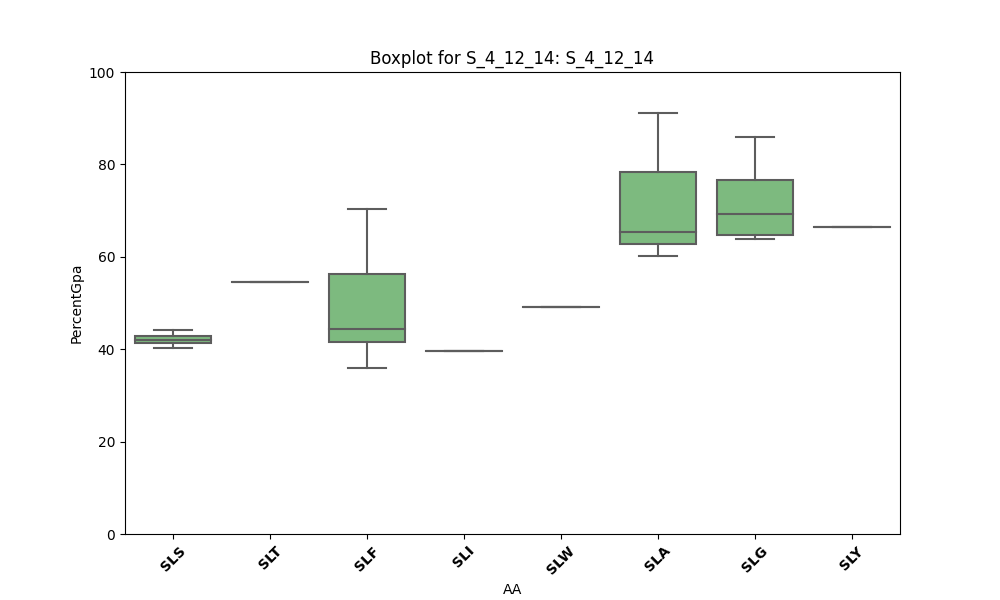 Boxplot for S_4_12_14: S_4_12_14
100
80
60
40
20
0
PercentGpa
SLS
SLT
SLF
SLI
SLW
SLA
SLG
SLY
AA